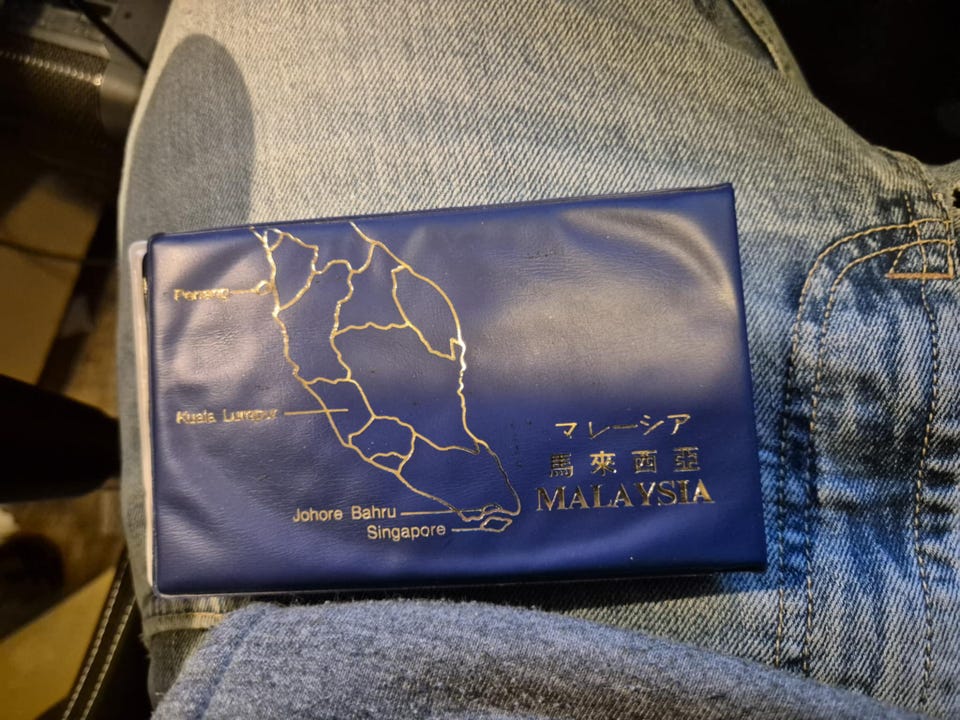 Penang
Kuala Lumpur
Johore Bahru
Singapore
マレーシア
馬來西亞
MALAYSIA